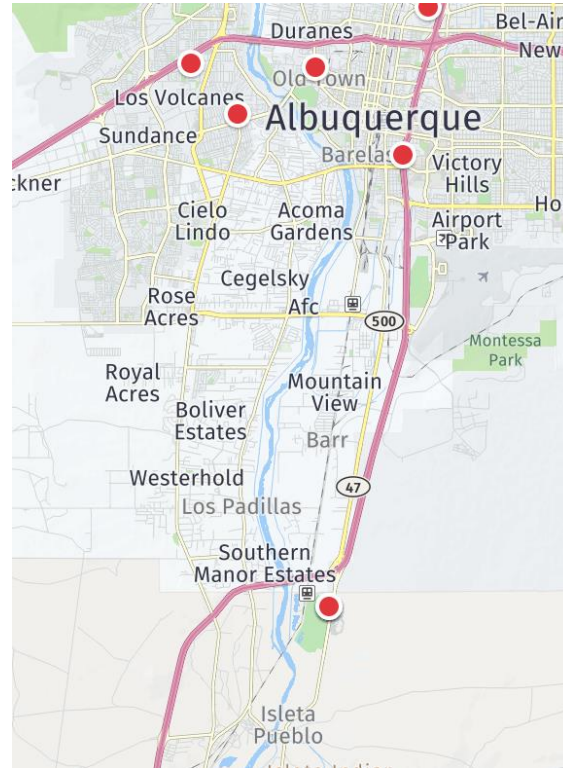 Duranes
Bel-Air
New
Old Town
Los Volcanes
Albuquerque
Sundance
Barelas
Victory
Hills
ckner
Cielo
Lindo
Acoma
Gardens
Ho
Airport
Park
Cegelsky
Rose
Acres
Afc
500
Montessa
Park
Royal
Acres
Mountain
View
Boliver
Estates
Barr
Westerhold
47
Los Padillas
Southern
Manor Estates
Isleta
Pueblo
Isleta Indian